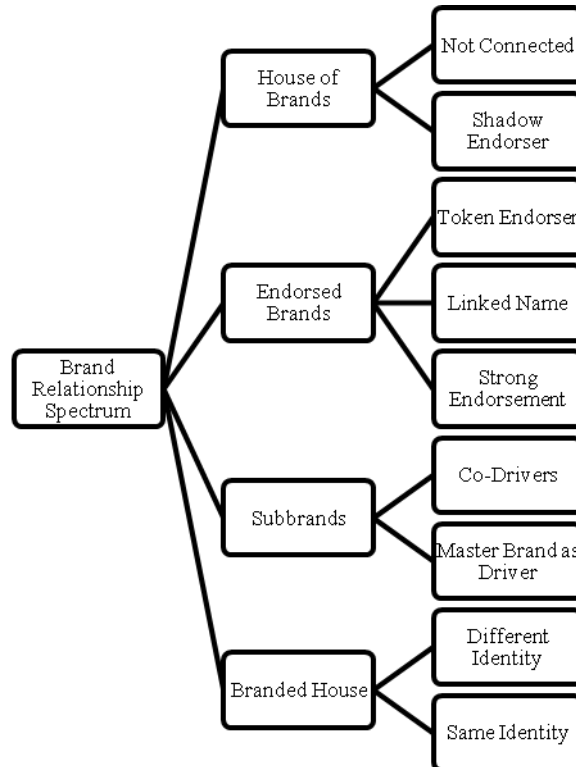 Brand
Relationship
Spectrum
House of
Brands
Not Connected
Shadow
Endorser
Endorsed
Brands
Token Endorser
Linked Name
Strong
Endorsement
Subbrands
Co-Drivers
Master Brand as
Driver
Branded House
Different
Identity
Same Identity